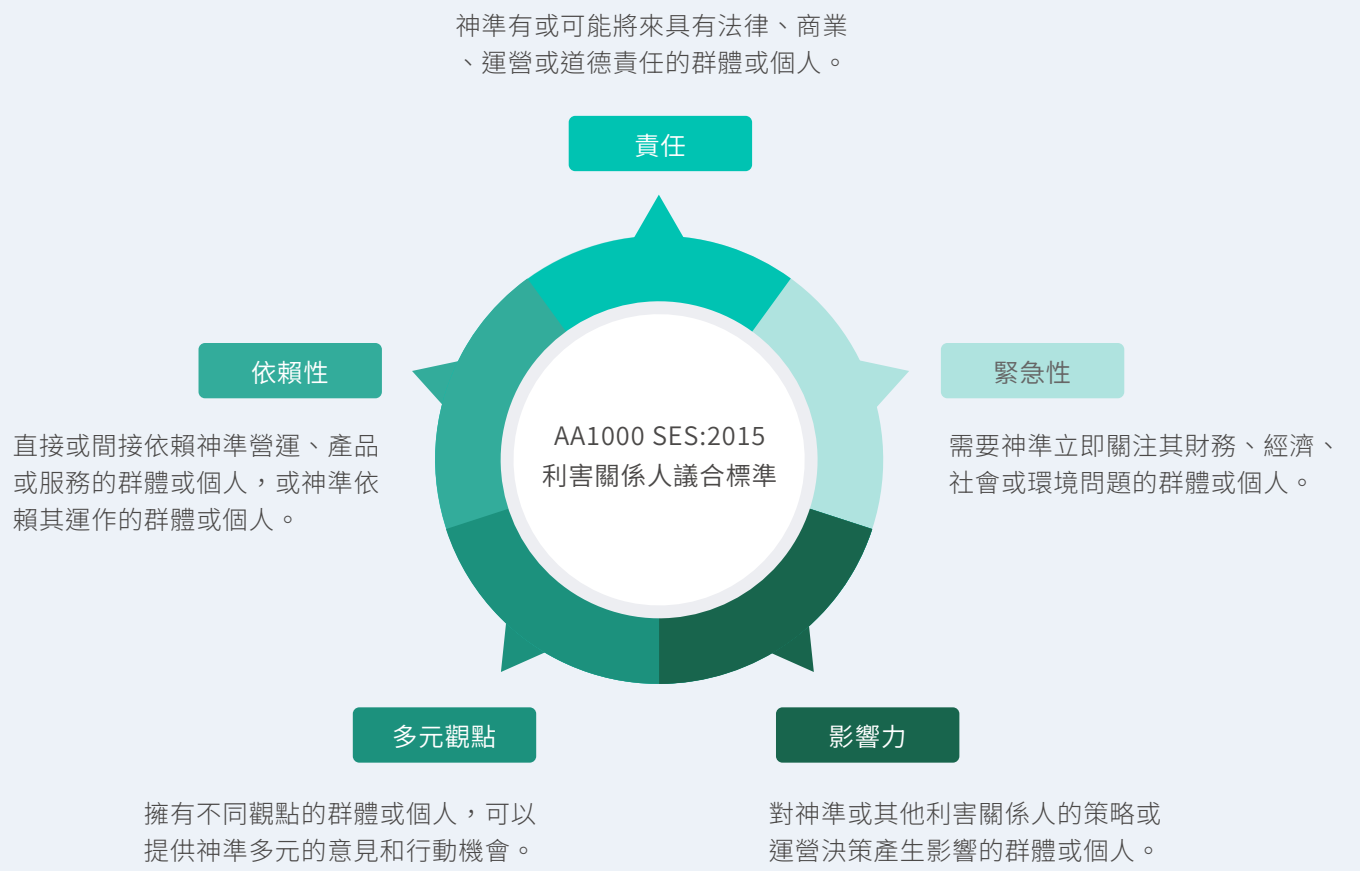 神準有或可能將來具有法律、商業
、運營或道德責任的群體或個人。
責任
依賴性
直接或間接依賴神準營運、產品
或服務的群體或個人，或神準依
賴其運作的群體或個人。
AA1000 SES:2015
利害關係人議合標準
緊急性
需要神準立即關注其財務、經濟、
社會或環境問題的群體或個人。
多元觀點
擁有不同觀點的群體或個人，可以
提供神準多元的意見和行動機會。
影響力
對神準或其他利害關係人的策略或
運營決策產生影響的群體或個人。